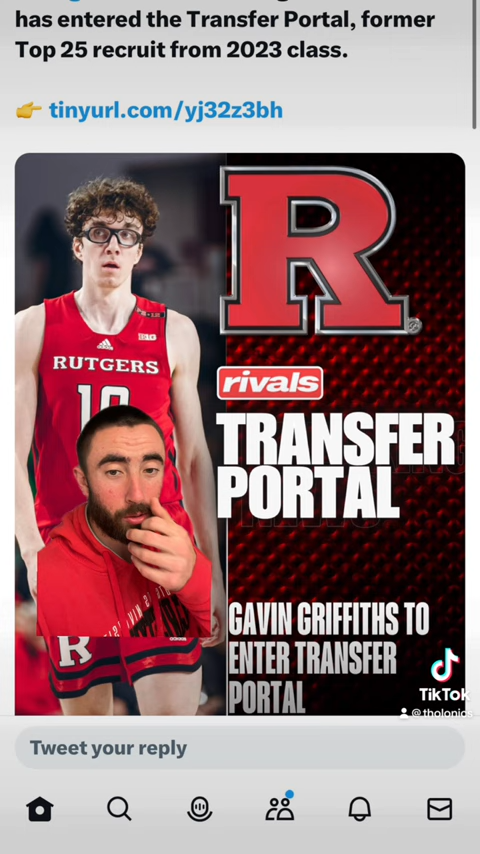 has entered the Transfer Portal, former
Top 25 recruit from 2023 class.
👉 tinyurl.com/yj32z3bh
R
rivals
TRANSFER
PORTAL
RUTGERS
10
R
GAVIN GRIFFITHS TO
ENTER TRANSFER
PORTAL
TikTok
@tholonics
Tweet your reply